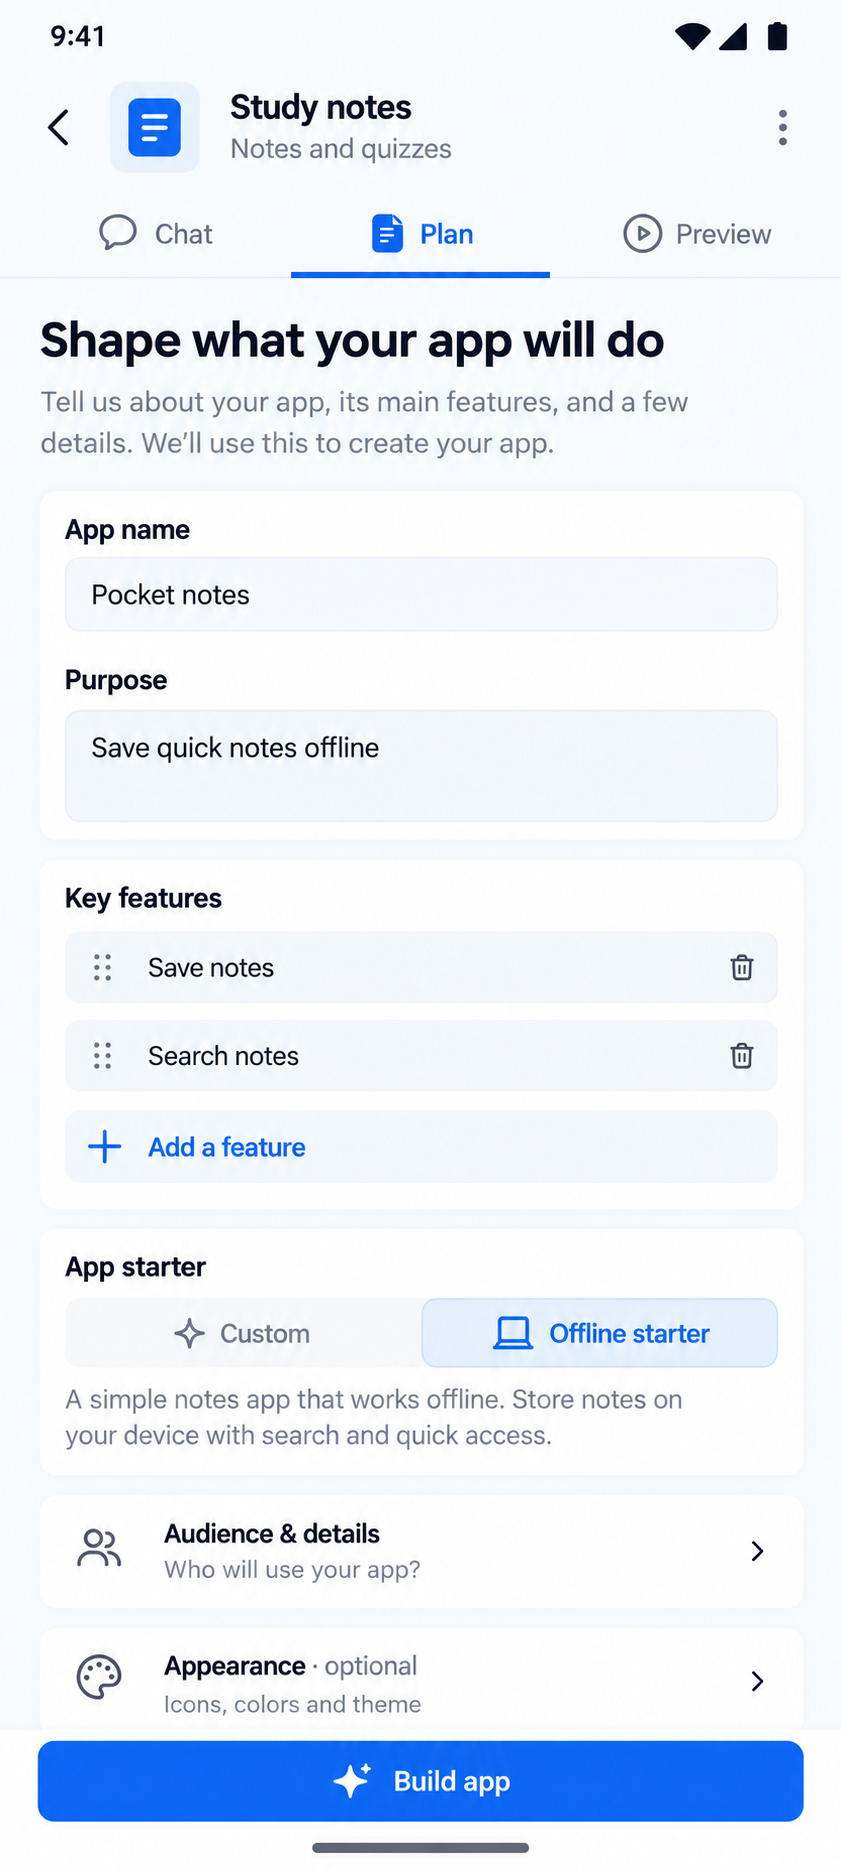 9:41
Study notes
Notes and quizzes
Chat
Plan
Preview
Shape what your app will do
Tell us about your app, its main features, and a few
details. We’ll use this to create your app.
App name
Pocket notes
Purpose
Save quick notes offline
Key features
Save notes
Search notes
Add a feature
App starter
Custom
Offline starter
A simple notes app that works offline. Store notes on
your device with search and quick access.
Audience & details
Who will use your app?
Appearance · optional
Icons, colors and theme
Build app